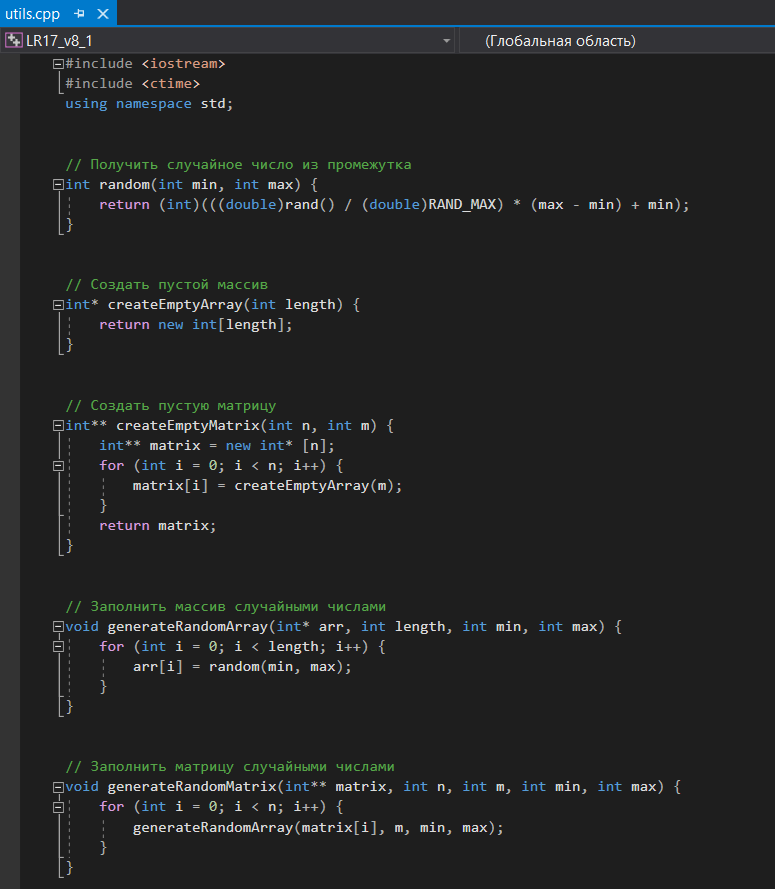 utils.cpp
LR17_v8_1 (Глобальная область)
#include <iostream>
#include <ctime>
using namespace std;
// Получить случайное число из промежутка
int random(int min, int max) {
return (int)(((double)rand() / (double)RAND_MAX) * (max - min) + min);
}
// Создать пустой массив
int* createEmptyArray(int length) {
return new int[length];
}
// Создать пустую матрицу
int** createEmptyMatrix(int n, int m) {
int** matrix = new int* [n];
for (int i = 0; i < n; i++) {
matrix[i] = createEmptyArray(m);
}
return matrix;
}
// Заполнить массив случайными числами
void generateRandomArray(int* arr, int length, int min, int max) {
for (int i = 0; i < length; i++) {
arr[i] = random(min, max);
}
}
// Заполнить матрицу случайными числами
void generateRandomMatrix(int** matrix, int n, int m, int min, int max) {
for (int i = 0; i < n; i++) {
generateRandomArray(matrix[i], m, min, max);
}
}